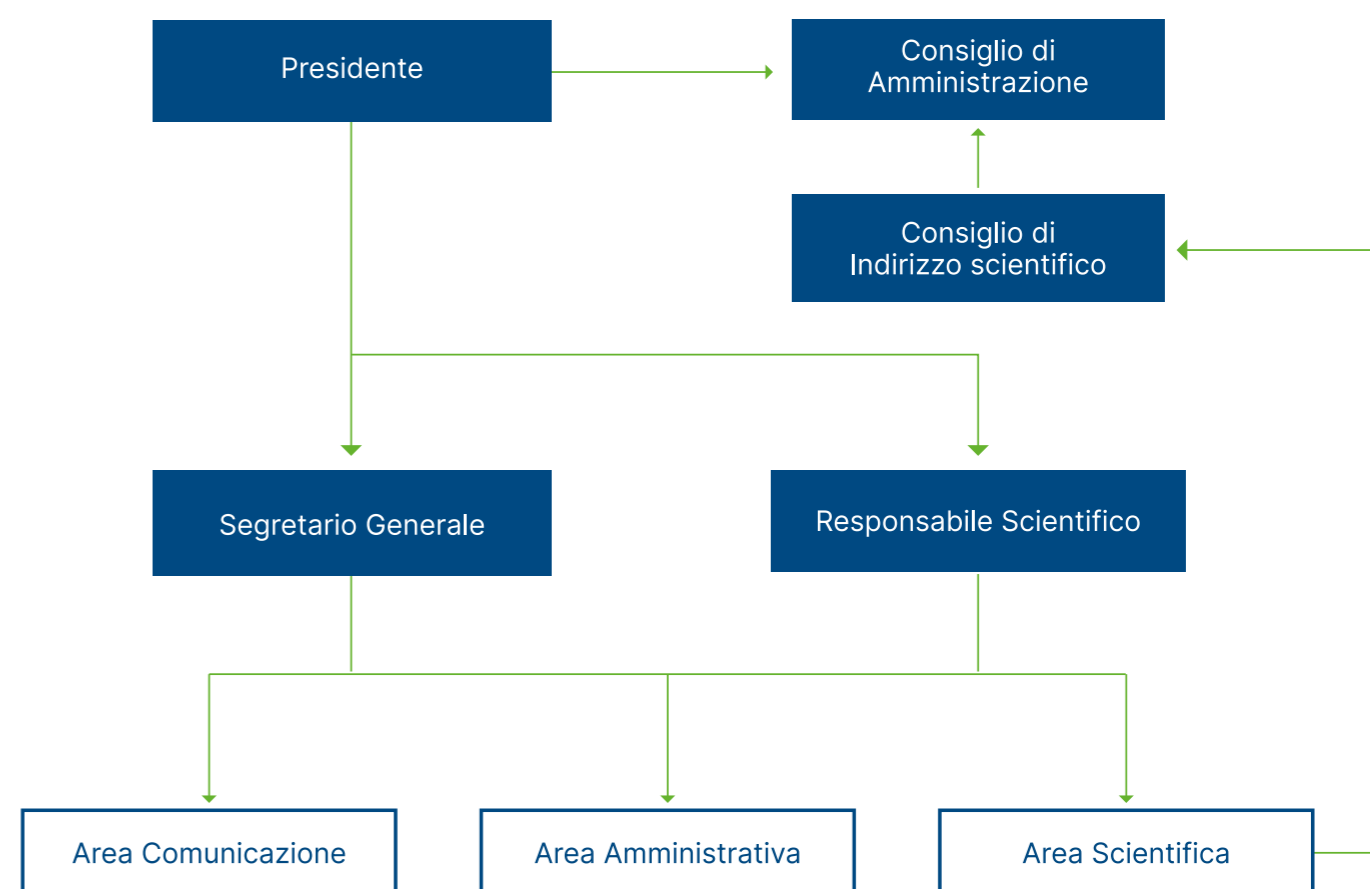 Presidente
Consiglio di
Amministrazione
Consiglio di
Indirizzo scientifico
Segretario Generale
Responsabile Scientifico
Area Comunicazione
Area Amministrativa
Area Scientifica